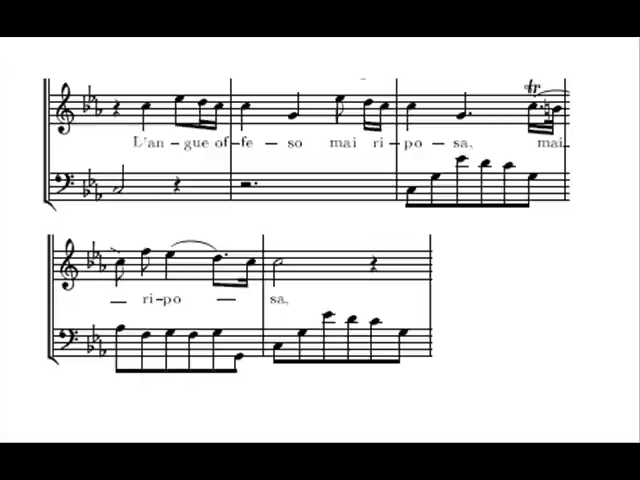 tr
L'an-gue of-fe-so mai ri-po-sa, mai
ri-po-sa,